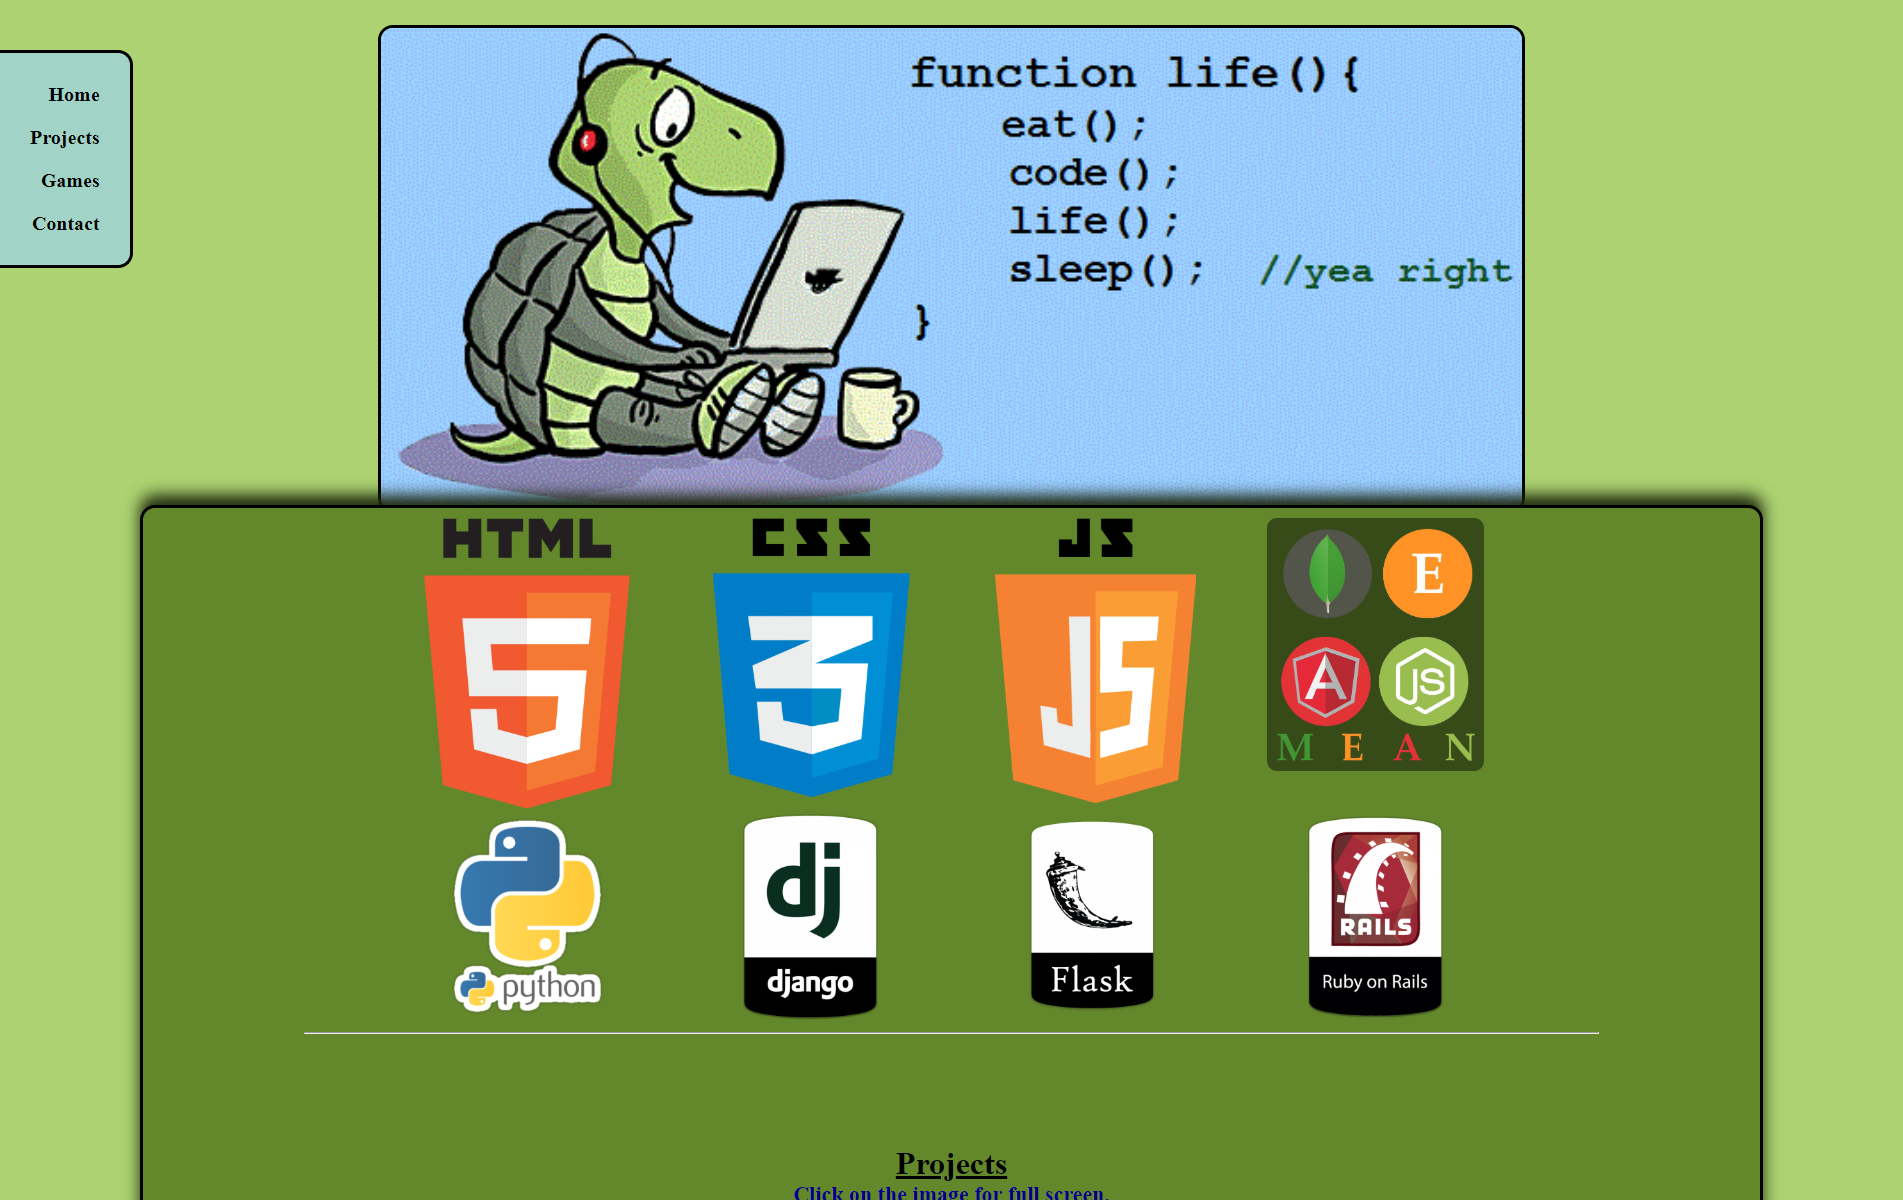 Home
Projects
Games
Contact
function life(){
eat();
code();
life();
sleep(); //yea right
}
HTML CSS JS
5 3 JS E
A JS
M E A N
dj
RAILS
python django Flask Ruby on Rails
Projects
Click on the image for full screen.